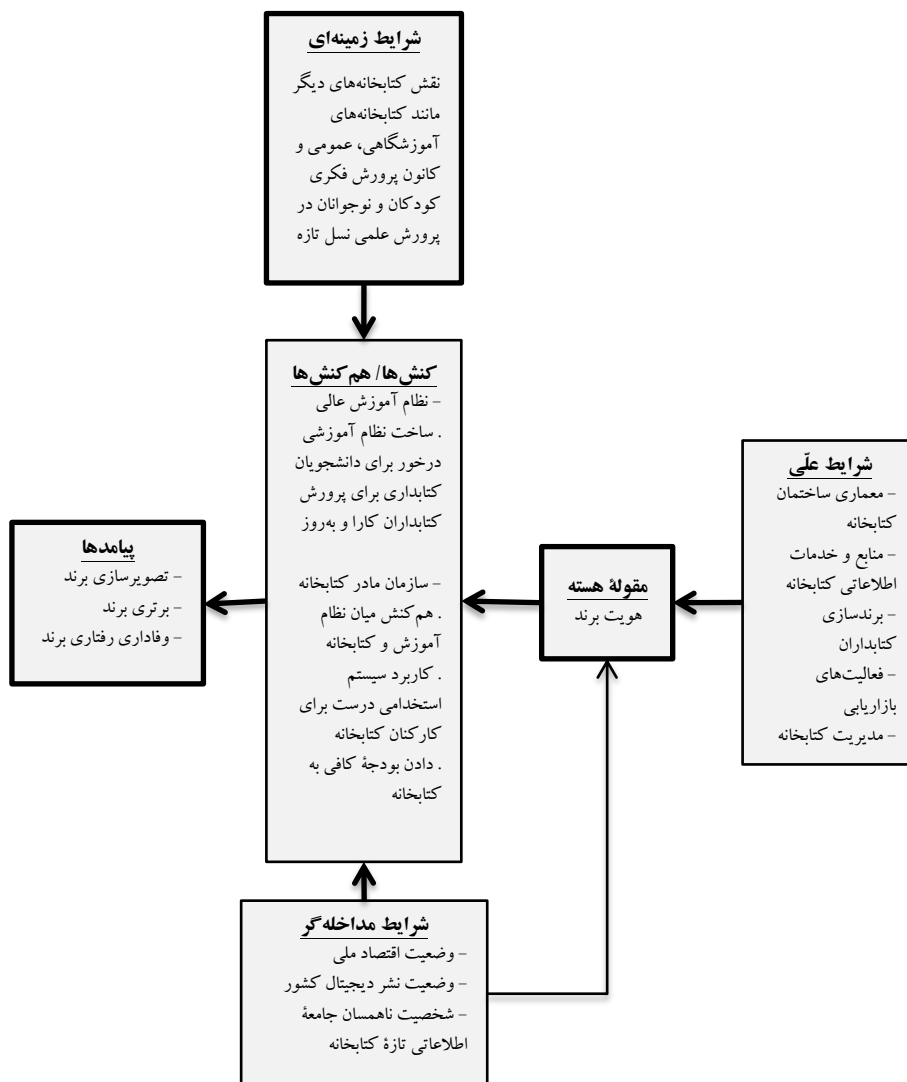 شرایط زمینه‌ای
نقش کتابخانه‌های دیگر
مانند کتابخانه‌های
آموزشگاهی، عمومی و
کانون پرورش فکری
کودکان و نوجوانان در
پرورش علمی نسل تازه
کنش‌ها/ هم‌کنش‌ها
– نظام آموزش عالی
. ساخت نظام آموزشی
درخور برای دانشجویان
کتابداری برای پرورش
کتابداران کارا و به‌روز
– سازمان مادر کتابخانه
. هم‌کنش میان نظام
آموزش و کتابخانه
. کاربرد سیستم
استخدامی درست برای
کارکنان کتابخانه
. دادن بودجۀ کافی به
کتابخانه
شرایط علّی
– معماری ساختمان
کتابخانه
– منابع و خدمات
اطلاعاتی کتابخانه
– برندسازی
کتابداران
– فعالیت‌های
بازاریابی
– مدیریت کتابخانه
مقولۀ هسته
هویت برند
پیامدها
– تصویرسازی برند
– برتری برند
– وفاداری رفتاری برند
شرایط مداخله‌گر
– وضعیت اقتصاد ملی
– وضعیت نشر دیجیتال کشور
– شخصیت ناهمسان جامعۀ
اطلاعاتی تازۀ کتابخانه